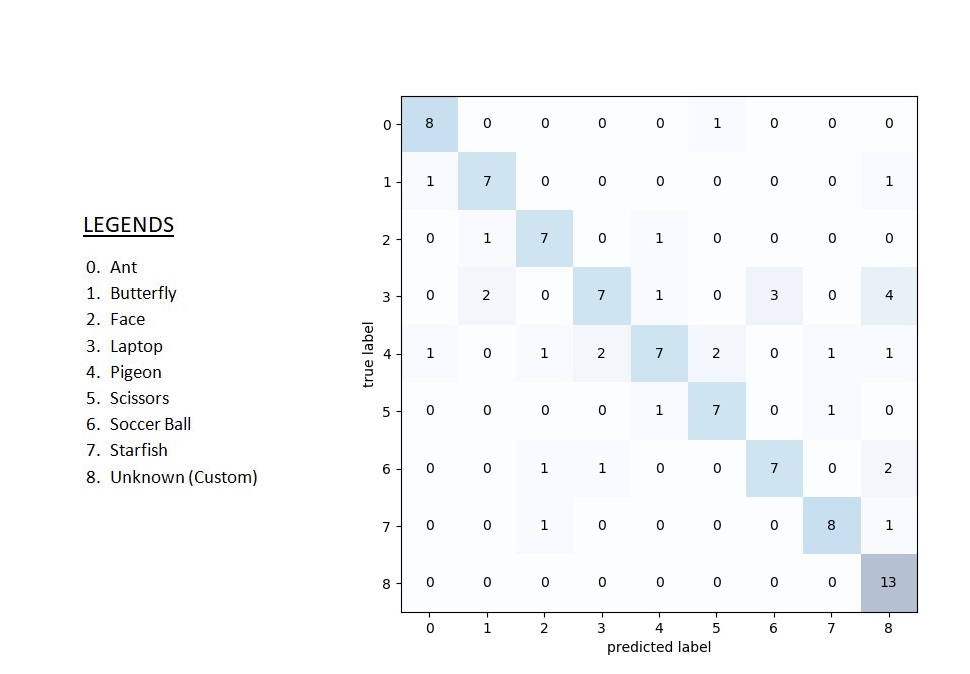 LEGENDS
0. Ant
1. Butterfly
2. Face
3. Laptop
4. Pigeon
5. Scissors
6. Soccer Ball
7. Starfish
8. Unknown (Custom)
true label
0 8 0 0 0 0 1 0 0 0
1 1 7 0 0 0 0 0 0 1
2 0 1 7 0 1 0 0 0 0
3 0 2 0 7 1 0 3 0 4
4 1 0 1 2 7 2 0 1 1
5 0 0 0 0 1 7 0 1 0
6 0 0 1 1 0 0 7 0 2
7 0 0 1 0 0 0 0 8 1
8 0 0 0 0 0 0 0 0 13
0 1 2 3 4 5 6 7 8
predicted label